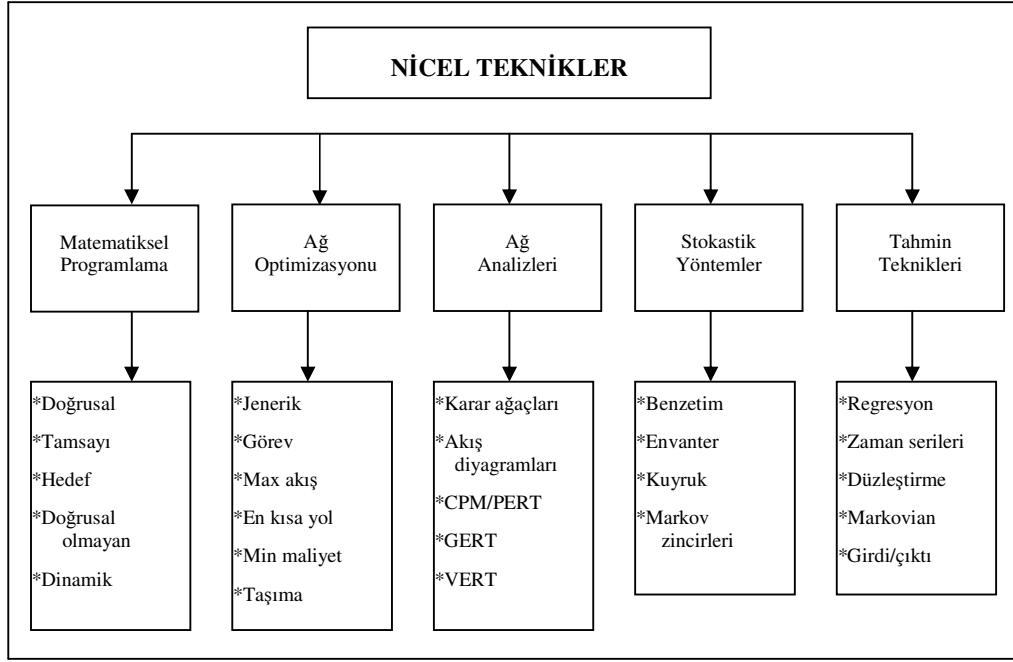 NİCEL TEKNİKLER
Matematiksel
Programlama
Ağ
Optimizasyonu
Ağ
Analizleri
Stokastik
Yöntemler
Tahmin
Teknikleri
*Doğrusal
*Tamsayı
*Hedef
*Doğrusal
olmayan
*Dinamik
*Jenerik
*Görev
*Max akış
*En kısa yol
*Min maliyet
*Taşıma
*Karar ağaçları
*Akış
diyagramları
*CPM/PERT
*GERT
*VERT
*Benzetim
*Envanter
*Kuyruk
*Markov
zincirleri
*Regresyon
*Zaman serileri
*Düzleştirme
*Markovian
*Girdi/çıktı